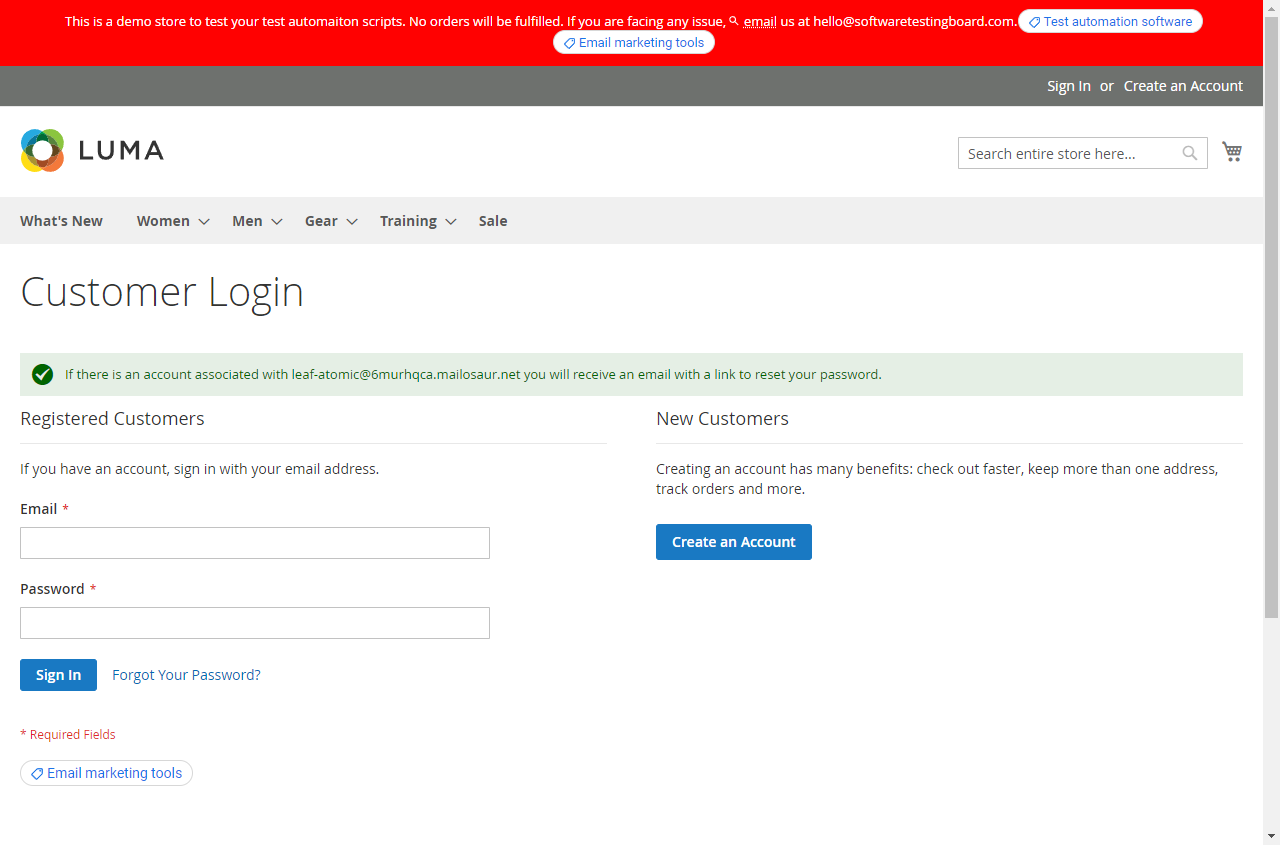 This is a demo store to test your test automaiton scripts. No orders will be fulfilled. If you are facing any issue, email us at hello@softwaretestingboard.com. Test automation software
Email marketing tools
Sign In or Create an Account
LUMA
Search entire store here...
What's New Women Men Gear Training Sale
Customer Login
If there is an account associated with leaf-atomic@6murhqca.mailosaur.net you will receive an email with a link to reset your password.
Registered Customers
If you have an account, sign in with your email address.
Email *
Password *
Sign In Forgot Your Password?
* Required Fields
Email marketing tools
New Customers
Creating an account has many benefits: check out faster, keep more than one address,
track orders and more.
Create an Account